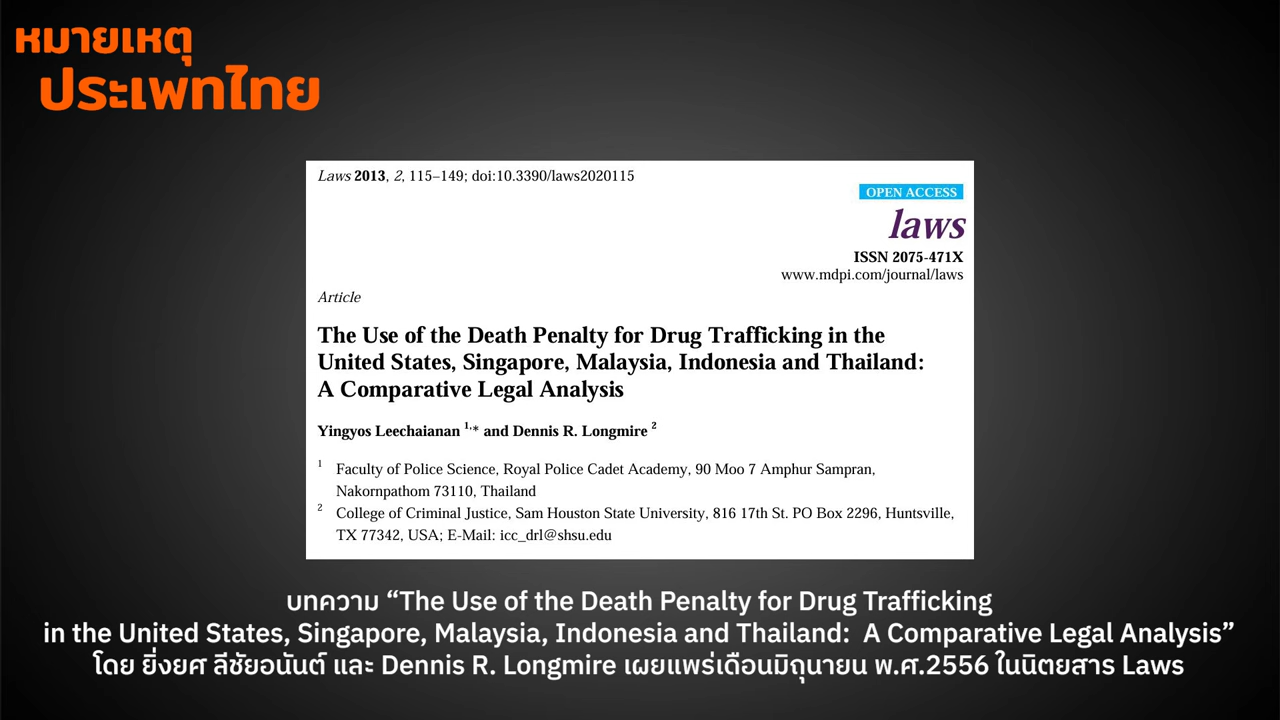 หมายเหตุ
ประเพทไทย
Laws 2013, 2, 115–149; doi:10.3390/laws2020115
OPEN ACCESS
laws
ISSN 2075-471X
www.mdpi.com/journal/laws
Article
The Use of the Death Penalty for Drug Trafficking in the
United States, Singapore, Malaysia, Indonesia and Thailand:
A Comparative Legal Analysis
Yingyos Leechaianan 1,* and Dennis R. Longmire 2
1 Faculty of Police Science, Royal Police Cadet Academy, 90 Moo 7 Amphur Sampran,
Nakornpathom 73110, Thailand
2 College of Criminal Justice, Sam Houston State University, 816 17th St. PO Box 2296, Huntsville,
TX 77342, USA; E-Mail: icc_drl@shsu.edu
บทความ “The Use of the Death Penalty for Drug Trafficking
in the United States, Singapore, Malaysia, Indonesia and Thailand: A Comparative Legal Analysis”
โดย ยิ่งยศ ลีชัยอนันต์ และ Dennis R. Longmire เผยแพร่เดือนมิถุนายน พ.ศ.2556 ในนิตยสาร Laws